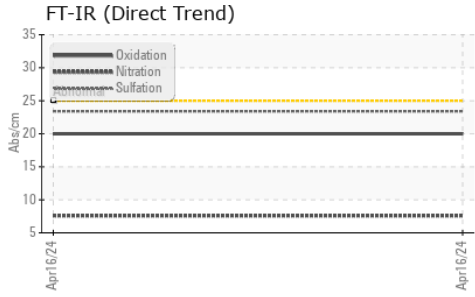 FT-IR (Direct Trend)
35
30
25
20
15
10
5
Abs/cm
Oxidation
Nitration
Sulfation
Abnormal
Apr16/24
Apr16/24